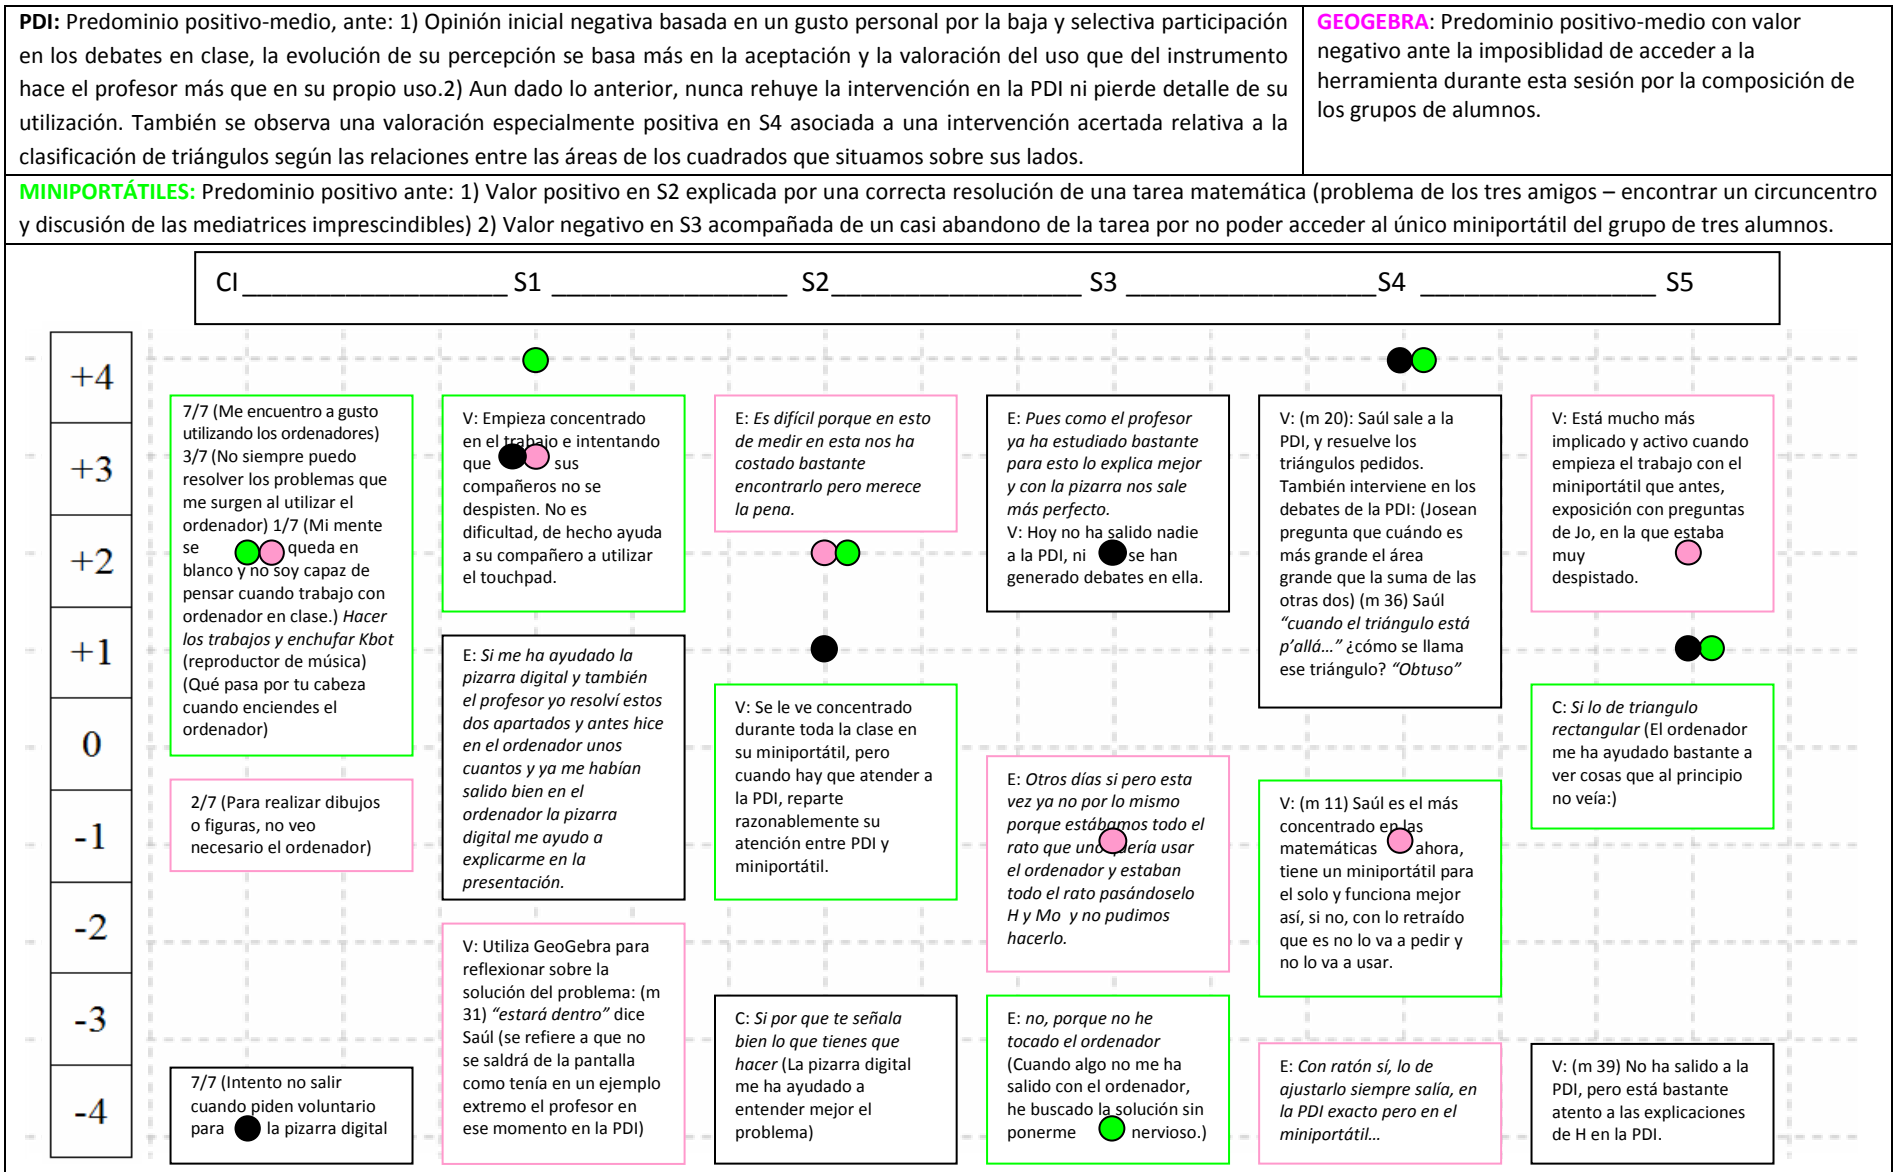 PDI: Predominio positivo-medio, ante: 1) Opinión inicial negativa basada en un gusto personal por la baja y selectiva participación
en los debates en clase, la evolución de su percepción se basa más en la aceptación y la valoración del uso que del instrumento
hace el profesor más que en su propio uso.2) Aun dado lo anterior, nunca rehuye la intervención en la PDI ni pierde detalle de su
utilización. También se observa una valoración especialmente positiva en S4 asociada a una intervención acertada relativa a la
clasificación de triángulos según las relaciones entre las áreas de los cuadrados que situamos sobre sus lados.
GEOGEBRA: Predominio positivo-medio con valor
negativo ante la imposiblidad de acceder a la
herramienta durante esta sesión por la composición de
los grupos de alumnos.
MINIPORTÁTILES: Predominio positivo ante: 1) Valor positivo en S2 explicada por una correcta resolución de una tarea matemática (problema de los tres amigos – encontrar un circuncentro
y discusión de las mediatrices imprescindibles) 2) Valor negativo en S3 acompañada de un casi abandono de la tarea por no poder acceder al único miniportátil del grupo de tres alumnos.
CI ___________________ S1 _________________ S2__________________ S3 __________________S4 _________________ S5
+4
+3
+2
+1
0
-1
-2
-3
-4
7/7 (Me encuentro a gusto
utilizando los ordenadores)
3/7 (No siempre puedo
resolver los problemas que
me surgen al utilizar el
ordenador) 1/7 (Mi mente
se queda en
blanco y no soy capaz de
pensar cuando trabajo con
ordenador en clase.) Hacer
los trabajos y enchufar Kbot
(reproductor de música)
(Qué pasa por tu cabeza
cuando enciendes el
ordenador)
2/7 (Para realizar dibujos
o figuras, no veo
necesario el ordenador)
7/7 (Intento no salir
cuando piden voluntario
para la pizarra digital
V: Empieza concentrado
en el trabajo e intentando
que sus
compañeros no se
despisten. No es
dificultad, de hecho ayuda
a su compañero a utilizar
el touchpad.
E: Si me ha ayudado la
pizarra digital y también
el profesor yo resolví estos
dos apartados y antes hice
en el ordenador unos
cuantos y ya me habían
salido bien en el
ordenador la pizarra
digital me ayudo a
explicarme en la
presentación.
V: Utiliza GeoGebra para
reflexionar sobre la
solución del problema: (m
31) “estará dentro” dice
Saúl (se refiere a que no
se saldrá de la pantalla
como tenía en un ejemplo
extremo el profesor en
ese momento en la PDI)
E: Es difícil porque en esto
de medir en esta nos ha
costado bastante
encontrarlo pero merece
la pena.
V: Se le ve concentrado
durante toda la clase en
su miniportátil, pero
cuando hay que atender a
la PDI, reparte
razonablemente su
atención entre PDI y
miniportátil.
C: Si por que te señala
bien lo que tienes que
hacer (La pizarra digital
me ha ayudado a
entender mejor el
problema)
E: Pues como el profesor
ya ha estudiado bastante
para esto lo explica mejor
y con la pizarra nos sale
más perfecto.
V: Hoy no ha salido nadie
a la PDI, ni se han
generado debates en ella.
E: Otros días si pero esta
vez ya no por lo mismo
porque estábamos todo el
rato que uno quería usar
el ordenador y estaban
todo el rato pasándoselo
H y Mo y no pudimos
hacerlo.
E: no, porque no he
tocado el ordenador
(Cuando algo no me ha
salido con el ordenador,
he buscado la solución sin
ponerme nervioso.)
V: (m 20): Saúl sale a la
PDI, y resuelve los
triángulos pedidos.
También interviene en los
debates de la PDI: (Josean
pregunta que cuándo es
más grande el área
grande que la suma de las
otras dos) (m 36) Saúl
“cuando el triángulo está
p’allá…” ¿cómo se llama
ese triángulo? “Obtuso”
V: (m 11) Saúl es el más
concentrado en las
matemáticas ahora,
tiene un miniportátil para
el solo y funciona mejor
así, si no, con lo retraído
que es no lo va a pedir y
no lo va a usar.
E: Con ratón sí, lo de
ajustarlo siempre salía, en
la PDI exacto pero en el
miniportátil…
V: Está mucho más
implicado y activo cuando
empieza el trabajo con el
miniportátil que antes,
exposición con preguntas
de Jo, en la que estaba
muy
despistado.
C: Si lo de triangulo
rectangular (El ordenador
me ha ayudado bastante a
ver cosas que al principio
no veía:)
V: (m 39) No ha salido a la
PDI, pero está bastante
atento a las explicaciones
de H en la PDI.